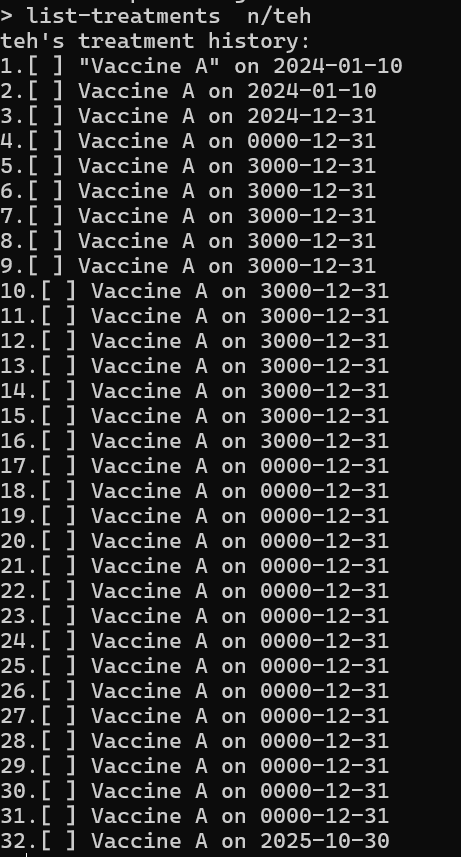 > list-treatments  n/teh
teh's treatment history:
1.[ ] "Vaccine A" on 2024-01-10
2.[ ] Vaccine A on 2024-01-10
3.[ ] Vaccine A on 2024-12-31
4.[ ] Vaccine A on 0000-12-31
5.[ ] Vaccine A on 3000-12-31
6.[ ] Vaccine A on 3000-12-31
7.[ ] Vaccine A on 3000-12-31
8.[ ] Vaccine A on 3000-12-31
9.[ ] Vaccine A on 3000-12-31
10.[ ] Vaccine A on 3000-12-31
11.[ ] Vaccine A on 3000-12-31
12.[ ] Vaccine A on 3000-12-31
13.[ ] Vaccine A on 3000-12-31
14.[ ] Vaccine A on 3000-12-31
15.[ ] Vaccine A on 3000-12-31
16.[ ] Vaccine A on 3000-12-31
17.[ ] Vaccine A on 0000-12-31
18.[ ] Vaccine A on 0000-12-31
19.[ ] Vaccine A on 0000-12-31
20.[ ] Vaccine A on 0000-12-31
21.[ ] Vaccine A on 0000-12-31
22.[ ] Vaccine A on 0000-12-31
23.[ ] Vaccine A on 0000-12-31
24.[ ] Vaccine A on 0000-12-31
25.[ ] Vaccine A on 0000-12-31
26.[ ] Vaccine A on 0000-12-31
27.[ ] Vaccine A on 0000-12-31
28.[ ] Vaccine A on 0000-12-31
29.[ ] Vaccine A on 0000-12-31
30.[ ] Vaccine A on 0000-12-31
31.[ ] Vaccine A on 0000-12-31
32.[ ] Vaccine A on 2025-10-30